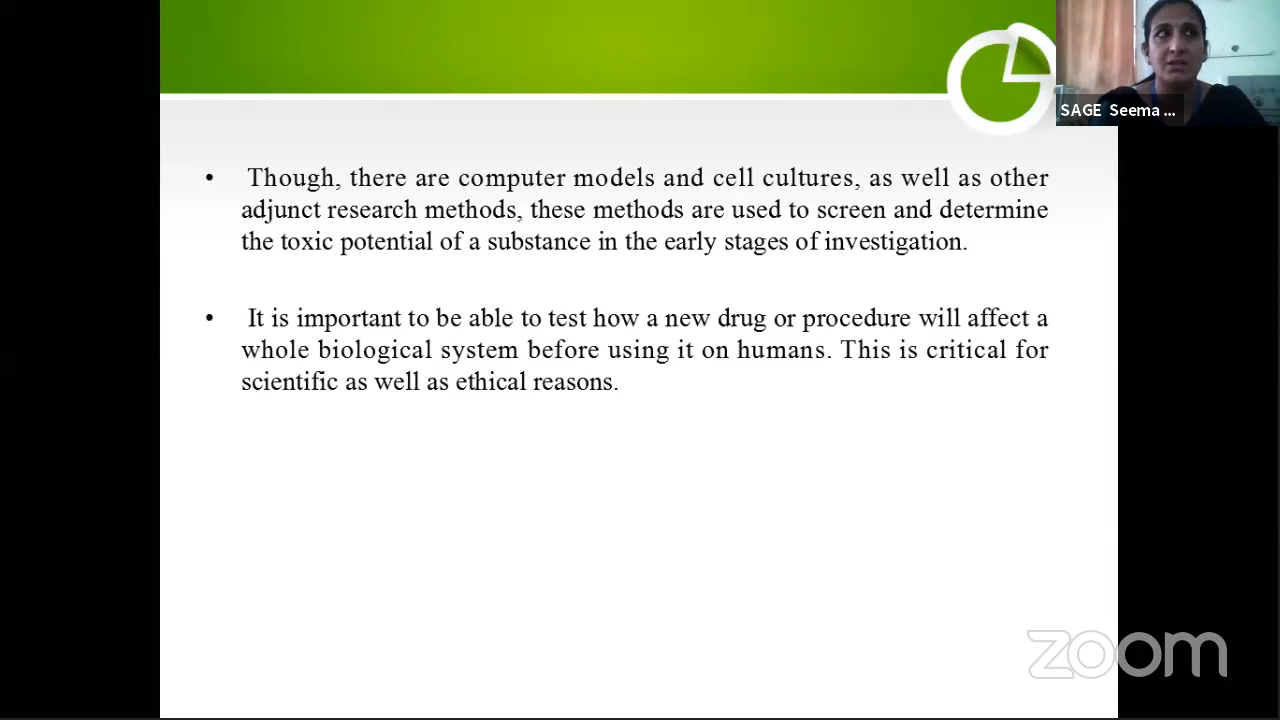 SAGE Seema ...
• Though, there are computer models and cell cultures, as well as other
adjunct research methods, these methods are used to screen and determine
the toxic potential of a substance in the early stages of investigation.
• It is important to be able to test how a new drug or procedure will affect a
whole biological system before using it on humans. This is critical for
scientific as well as ethical reasons.
zoom